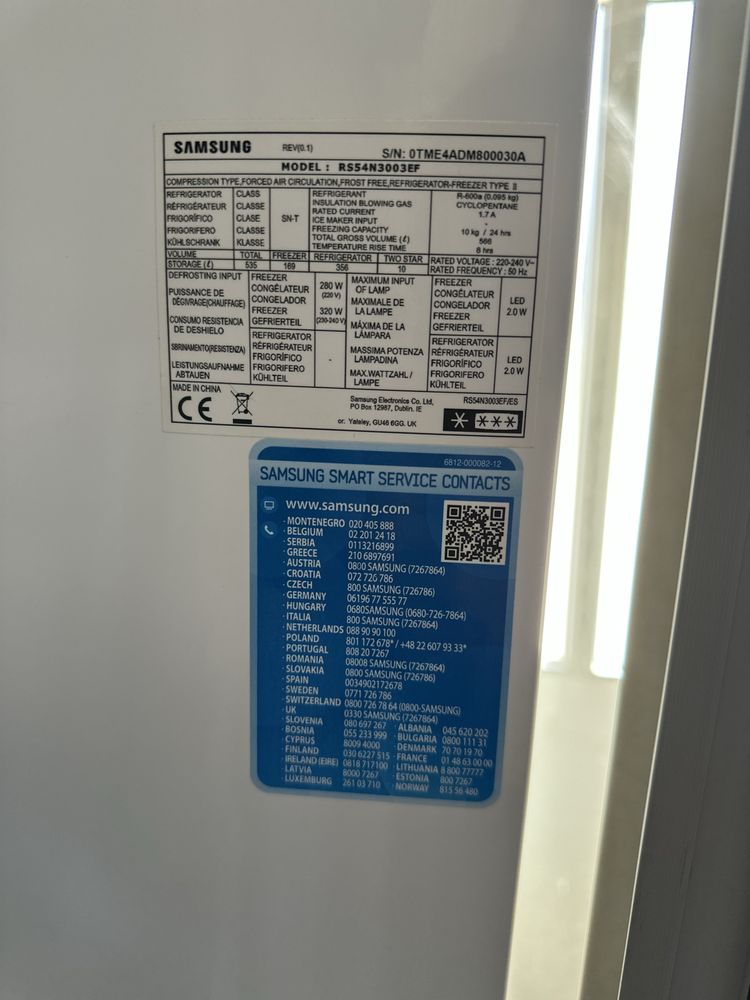 SAMSUNG REV(0.1) S/N: 0TME4ADM800030A
MODEL : RS54N3003EF
COMPRESSION TYPE,FORCED AIR CIRCULATION,FROST FREE,REFRIGERATOR-FREEZER TYPE II
REFRIGERATOR CLASS
RÉFRIGÉRATEUR CLASSE
FRIGORÍFICO CLASE
FRIGORIFERO CLASSE
KÜHLSCHRANK KLASSE
SN-T
REFRIGERANT R-600a (0.095 kg)
INSULATION BLOWING GAS CYCLOPENTANE
RATED CURRENT 1.7 A
ICE MAKER INPUT -
FREEZING CAPACITY 10 kg / 24 hrs
TOTAL GROSS VOLUME (ℓ) 566
TEMPERATURE RISE TIME 8 hrs
VOLUME TOTAL FREEZER REFRIGERATOR TWO STAR RATED VOLTAGE : 220-240 V~
STORAGE (ℓ) 535 169 356 10 RATED FREQUENCY : 50 Hz
DEFROSTING INPUT
PUISSANCE DE
DÉGIVRAGE(CHAUFFAGE)
CONSUMO RESISTENCIA
DE DESHIELO
SBRINAMENTO(RESISTENZA)
LEISTUNGSAUFNAHME
ABTAUEN
FREEZER
CONGÉLATEUR
CONGELADOR
FREEZER
GEFRIERTEIL
280 W
(220 V)
320 W
(230-240 V)
REFRIGERATOR
RÉFRIGÉRATEUR
FRIGORÍFICO
FRIGORIFERO
KÜHLTEIL
-
MAXIMUM INPUT
OF LAMP
MAXIMALE DE
LA LAMPE
MÁXIMA DE LA
LÁMPARA
MASSIMA POTENZA
LAMPADINA
MAX.WATTZAHL /
LAMPE
FREEZER
CONGÉLATEUR
CONGELADOR
FREEZER
GEFRIERTEIL
LED
2.0 W
REFRIGERATOR
RÉFRIGÉRATEUR
FRIGORÍFICO
FRIGORIFERO
KÜHLTEIL
LED
2.0 W
MADE IN CHINA
CE
Samsung Electronics Co. Ltd,
PO Box 12987, Dublin. IE
or. Yateley, GU46 6GG. UK
RS54N3003EF/ES
6812-000082-12
SAMSUNG SMART SERVICE CONTACTS
www.samsung.com
· MONTENEGRO 020 405 888
· BELGIUM 02 201 24 18
· SERBIA 0113216899
· GREECE 210 6897691
· AUSTRIA 0800 SAMSUNG (7267864)
· CROATIA 072 726 786
· CZECH 800 SAMSUNG (726786)
· GERMANY 06196 77 555 77
· HUNGARY 0680SAMSUNG (0680-726-7864)
· ITALIA 800 SAMSUNG (7267864)
· NETHERLANDS 088 90 90 100
· POLAND 801 172 678* / +48 22 607 93 33*
· PORTUGAL 808 20 7267
· ROMANIA 08008 SAMSUNG (7267864)
· SLOVAKIA 0800 SAMSUNG (726786)
· SPAIN 0034902172678
· SWEDEN 0771 726 786
· SWITZERLAND 0800 726 78 64 (0800-SAMSUNG)
· UK 0330 SAMSUNG (7267864)
· SLOVENIA 080 697 267 · ALBANIA 045 620 202
· BOSNIA 055 233 999 · BULGARIA 0800 111 31
· CYPRUS 8009 4000 · DENMARK 70 70 19 70
· FINLAND 030 6227 515 · FRANCE 01 48 63 00 00
· IRELAND (EIRE) 0818 717100 · LITHUANIA 8 800 77777
· LATVIA 8000 7267 · ESTONIA 800 7267
· LUXEMBURG 261 03 710 · NORWAY 815 56 480